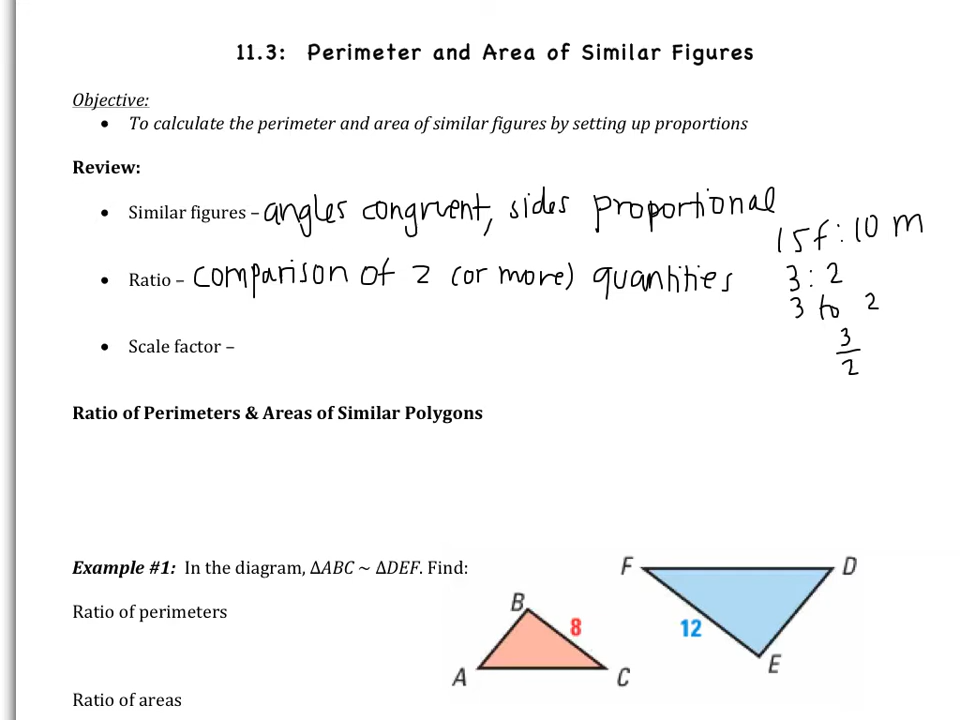 11.3: Perimeter and Area of Similar Figures
Objective:
• To calculate the perimeter and area of similar figures by setting up proportions
Review:
• Similar figures – angles congruent, sides proportional
15f : 10 m
• Ratio – comparison of 2 (or more) quantities
3 : 2
3 to 2
• Scale factor –
3/2
Ratio of Perimeters & Areas of Similar Polygons
Example #1: In the diagram, ΔABC ~ ΔDEF. Find:
F D
Ratio of perimeters
B 8 12
A C E
Ratio of areas